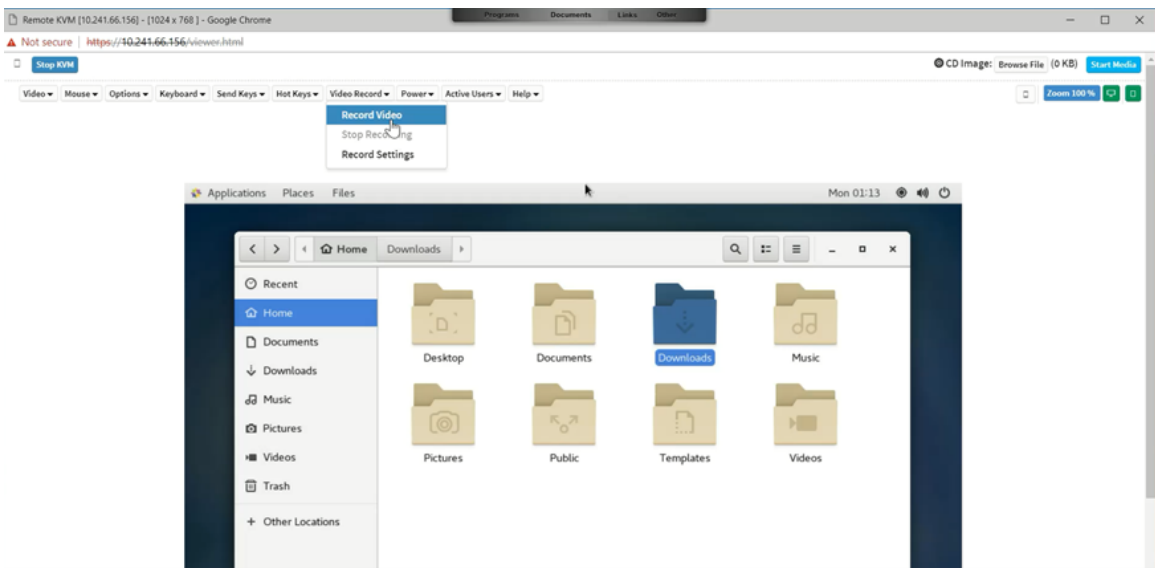 Remote KVM [10.241.66.156] - [1024 x 768 ] - Google Chrome
Programs Documents Links Other
Not secure | https://10.241.66.156/viewer.html
Stop KVM
CD Image: Browse File (0 KB) Start Media
Video Mouse Options Keyboard Send Keys Hot Keys Video Record Power Active Users Help
Zoom 100 %
Record Video
Stop Recording
Record Settings
Applications Places Files Mon 01:13
Home Downloads
Recent
Home
Documents
Downloads
Music
Pictures
Videos
Trash
+ Other Locations
Desktop Documents Downloads Music
Pictures Public Templates Videos